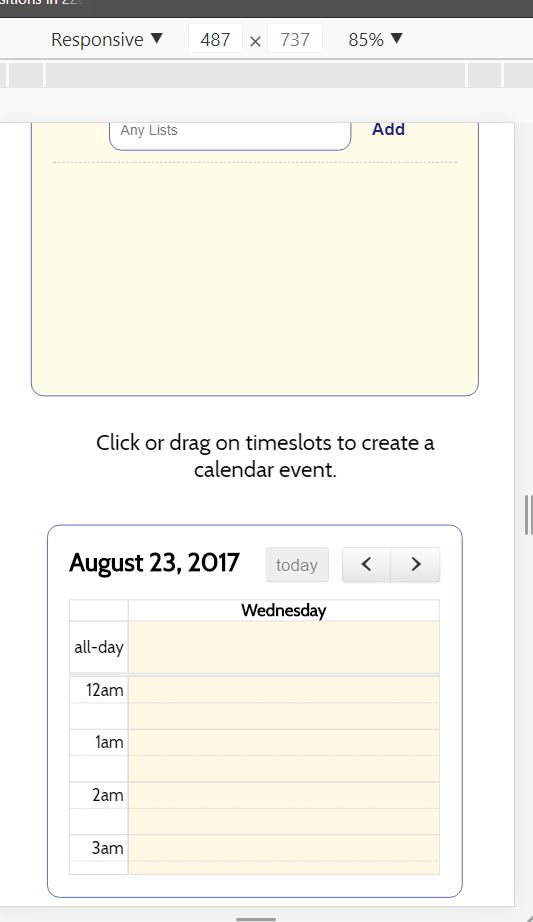 Responsive ▼ 487 × 737 85% ▼
Any Lists Add
Click or drag on timeslots to create a
calendar event.
August 23, 2017 today < >
Wednesday
all-day
12am
1am
2am
3am